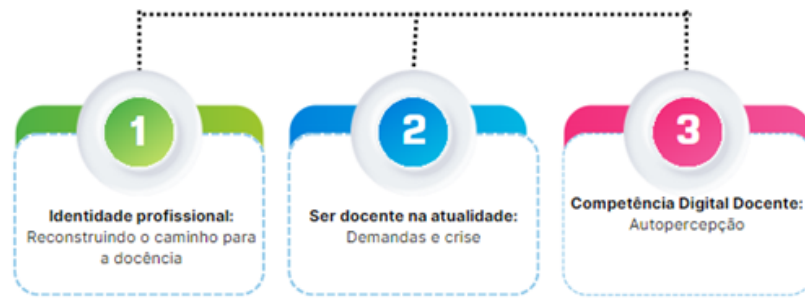 1
Identidade profissional:
Reconstruindo o caminho para
a docência
2
Ser docente na atualidade:
Demandas e crise
3
Competência Digital Docente:
Autopercepção